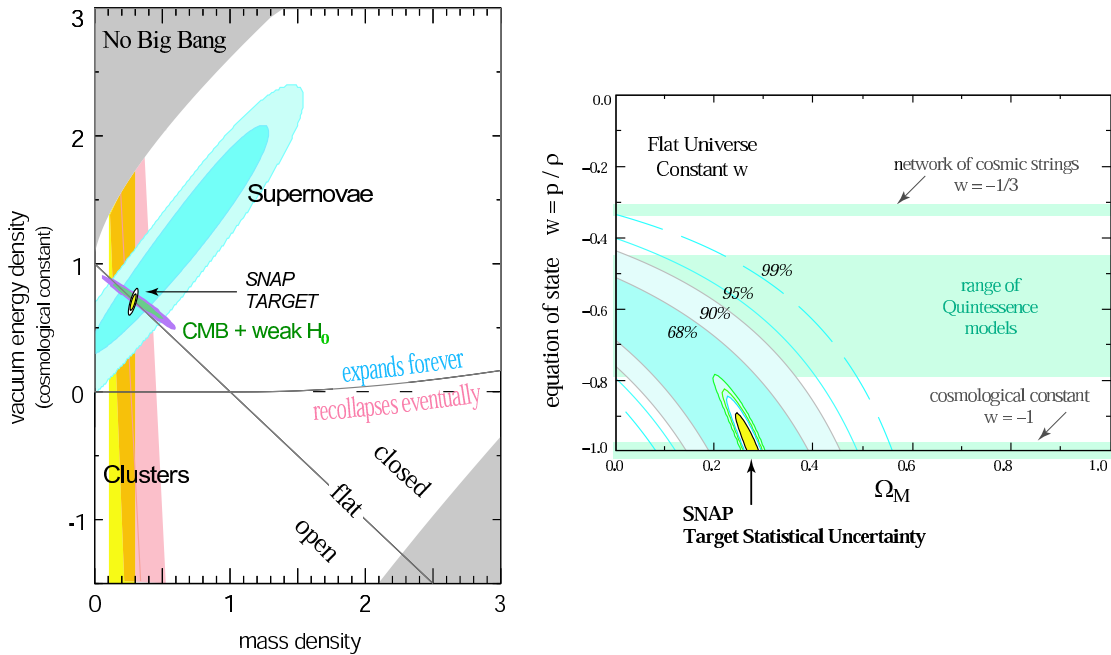 3
2
1
0
-1
No Big Bang
Supernovae
SNAP
TARGET
CMB + weak H0
expands forever
recollapses eventually
Clusters
closed
flat
open
0
1
2
3
mass density
vacuum energy density
(cosmological constant)
0.0
−0.2
−0.4
−0.6
−0.8
−1.0
equation of state w = p / ρ
Flat Universe
Constant w
network of cosmic strings
w = −1/3
99%
95%
90%
68%
range of
Quintessence
models
cosmological constant
w = −1
0.0
0.2
0.4
0.6
0.8
1.0
ΩM
SNAP
Target Statistical Uncertainty